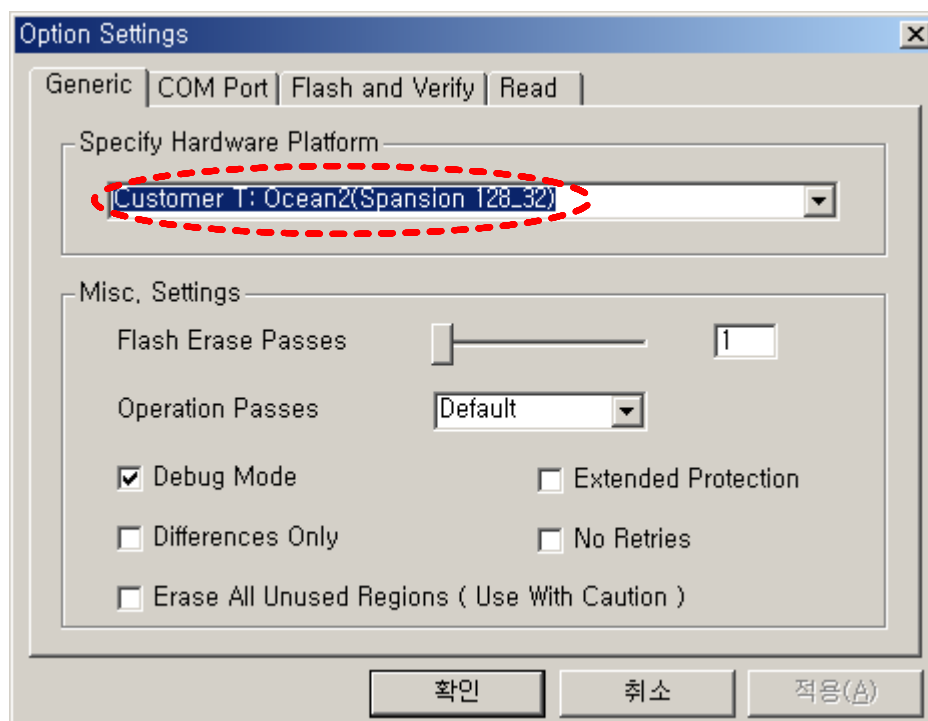 Option Settings
Generic COM Port Flash and Verify Read
Specify Hardware Platform
Customer T: Ocean2(Spansion 128_32)
Misc. Settings
Flash Erase Passes 1
Operation Passes Default
Debug Mode Extended Protection
Differences Only No Retries
Erase All Unused Regions ( Use With Caution )
확인 취소 적용(A)